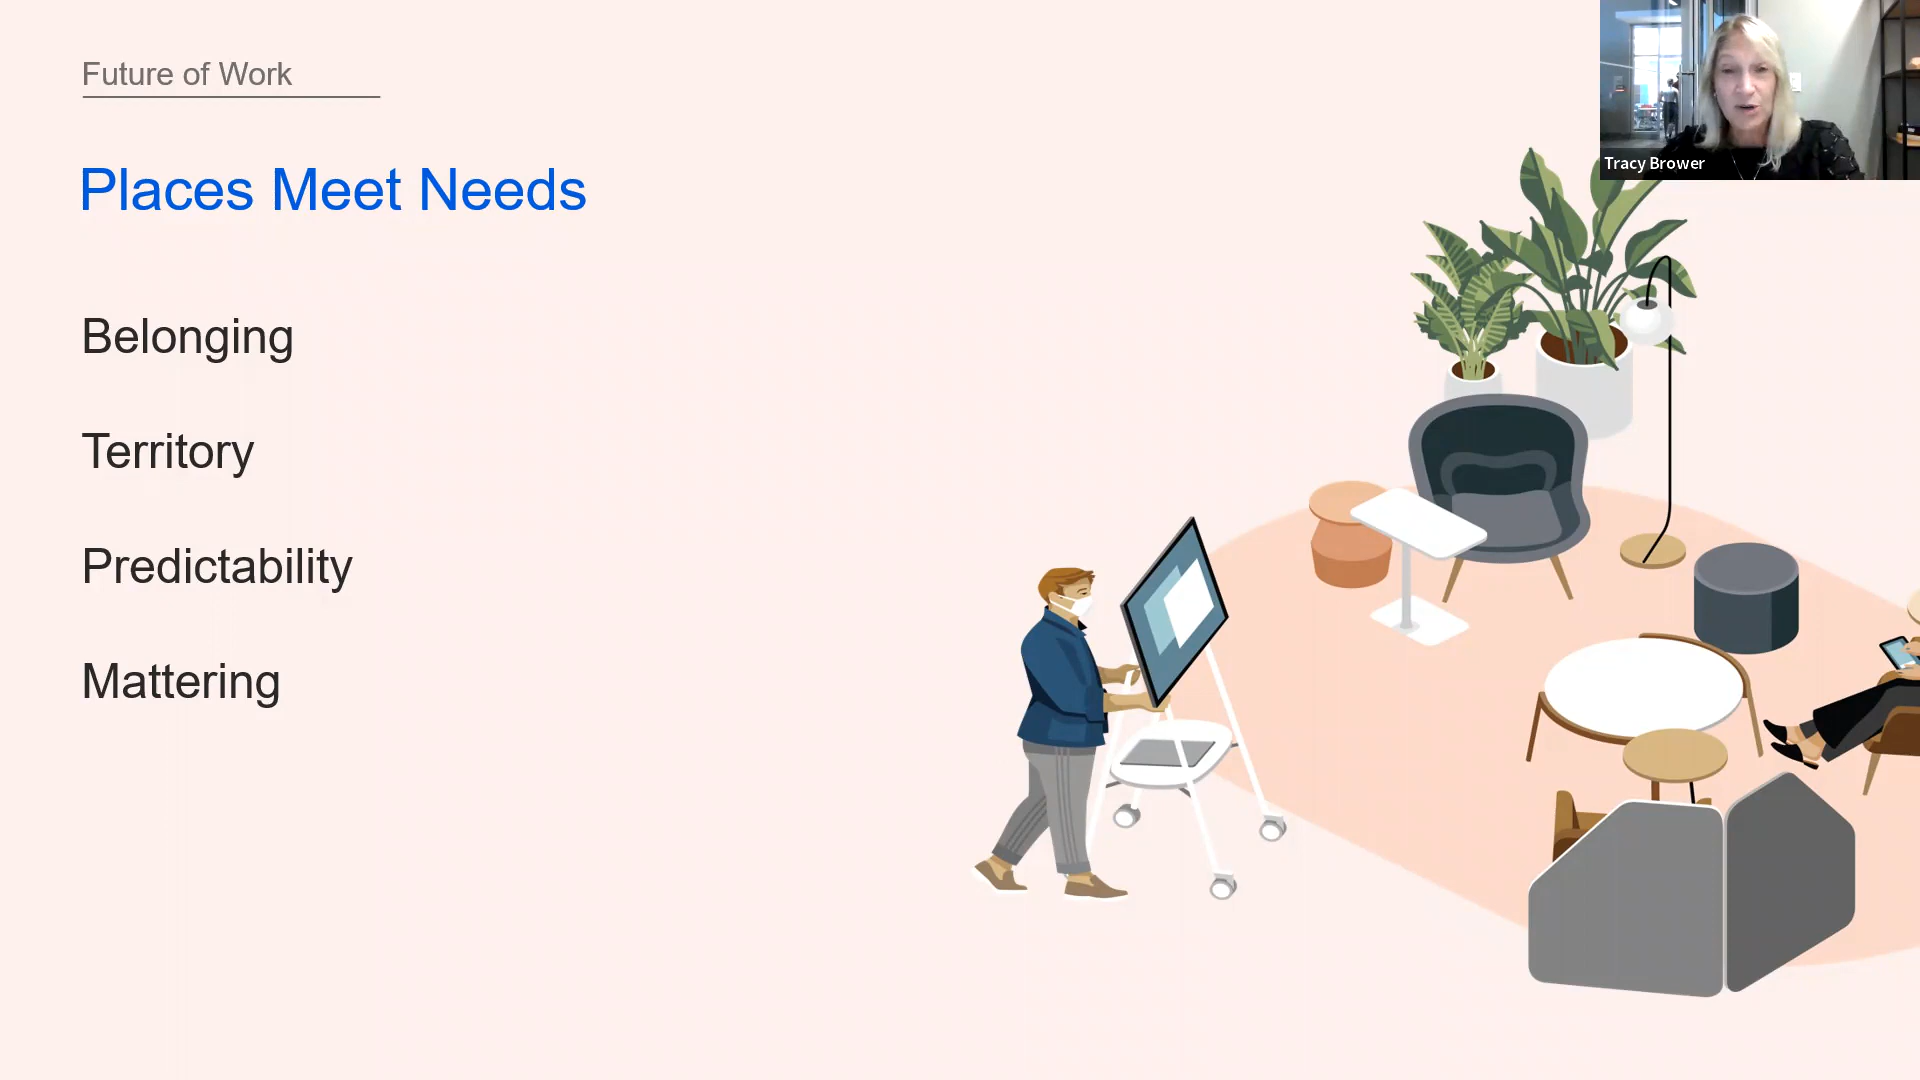 Future of Work
Places Meet Needs
Belonging
Territory
Predictability
Mattering
Tracy Brower